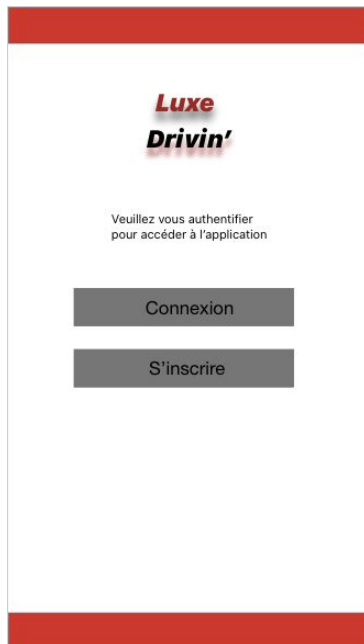 Luxe
Drivin’
Veuillez vous authentifier
pour accéder à l’application
Connexion
S’inscrire